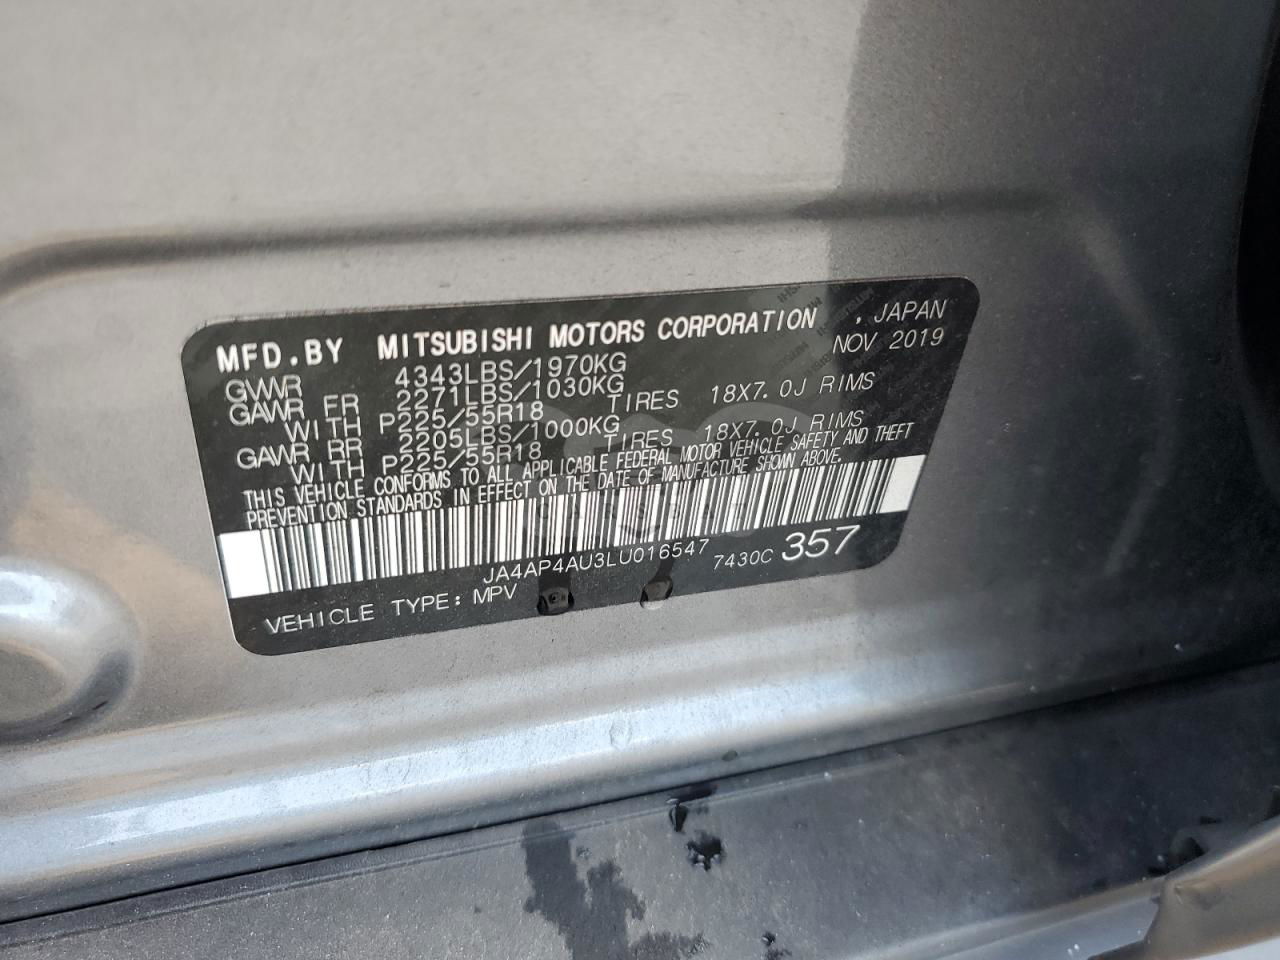 MFD.BY MITSUBISHI MOTORS CORPORATION , JAPAN
NOV 2019
GVWR 4343LBS/1970KG
GAWR FR 2271LBS/1030KG
WITH P225/55R18 TIRES 18X7.0J RIMS
GAWR RR 2205LBS/1000KG
WITH P225/55R18 TIRES 18X7.0J RIMS
THIS VEHICLE CONFORMS TO ALL APPLICABLE FEDERAL MOTOR VEHICLE SAFETY AND THEFT
PREVENTION STANDARDS IN EFFECT ON THE DATE OF MANUFACTURE SHOWN ABOVE.
JA4AP4AU3LU016547 7430C 357
VEHICLE TYPE: MPV